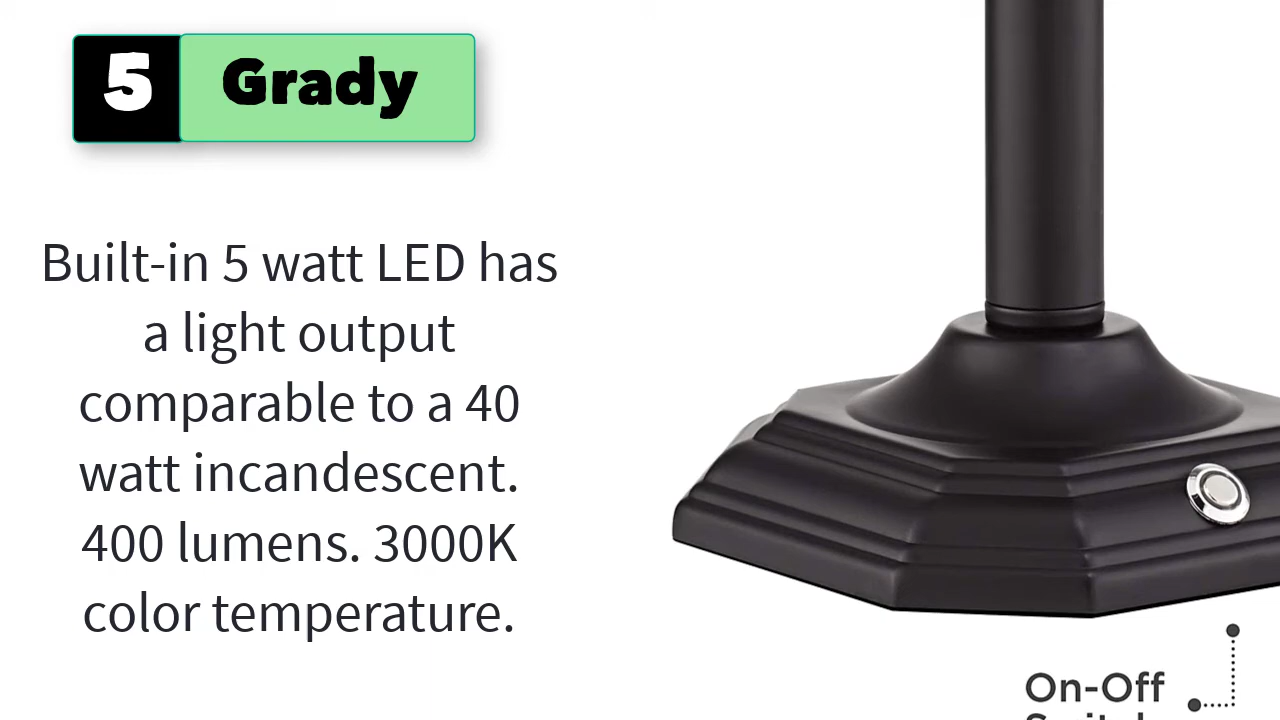 5 Grady
Built-in 5 watt LED has
a light output
comparable to a 40
watt incandescent.
400 lumens. 3000K
color temperature.
On-Off